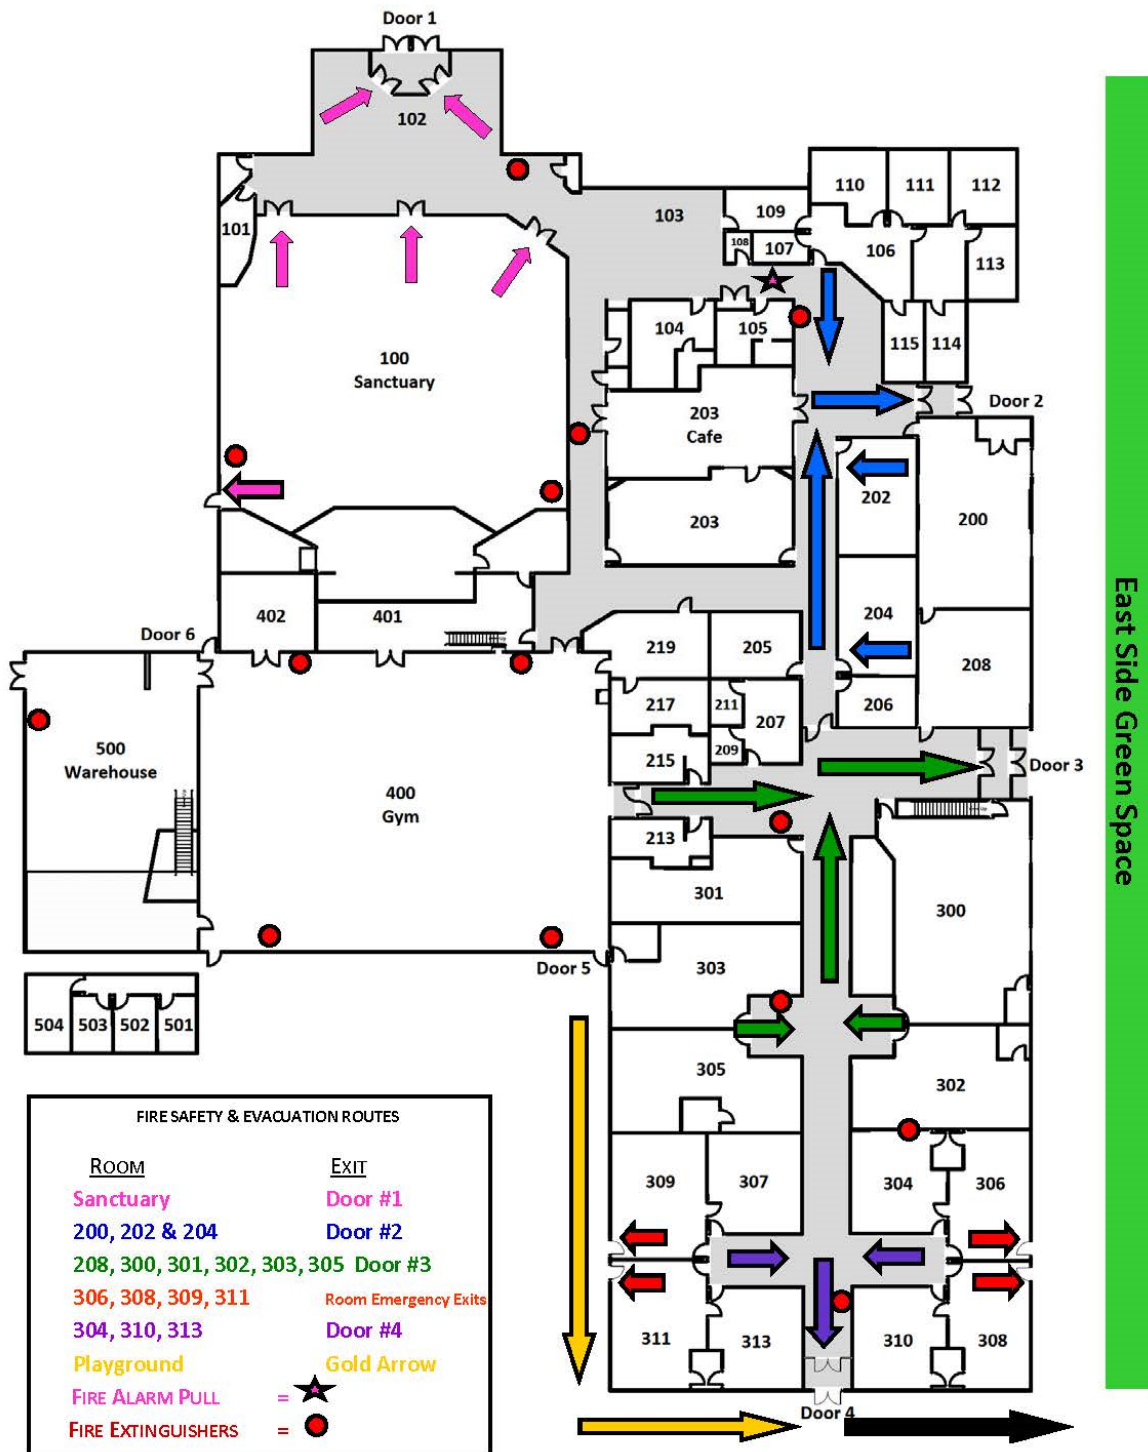 Door 1
102
110
111
112
109
103
101
108
107
106
113
104
105
115
114
100
Sanctuary
Door 2
203
Cafe
202
200
203
East Side Green Space
204
402
401
Door 6
219
205
208
206
217
211
207
209
500
Warehouse
215
Door 3
400
Gym
213
301
300
303
Door 5
504
503
502
501
305
302
309
307
304
306
311
313
310
308
Door 4
FIRE SAFETY & EVACUATION ROUTES
ROOM EXIT
Sanctuary Door #1
200, 202 & 204 Door #2
208, 300, 301, 302, 303, 305 Door #3
306, 308, 309, 311 Room Emergency Exits
304, 310, 313 Door #4
Playground Gold Arrow
FIRE ALARM PULL =
FIRE EXTINGUISHERS =